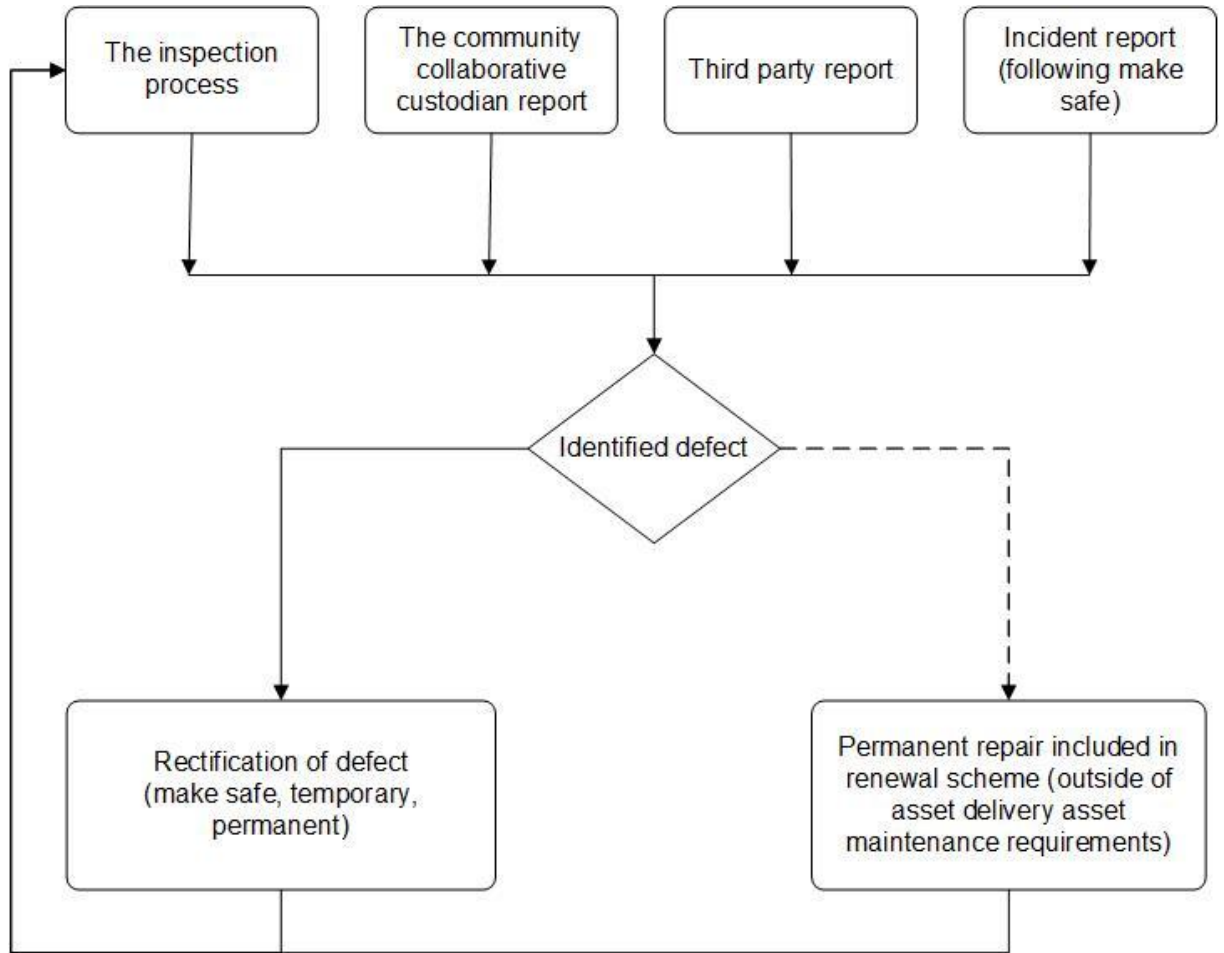 The inspection
process
The community
collaborative
custodian report
Third party report
Incident report
(following make
safe)
Identified defect
Rectification of defect
(make safe, temporary,
permanent)
Permanent repair included in
renewal scheme (outside of
asset delivery asset
maintenance requirements)